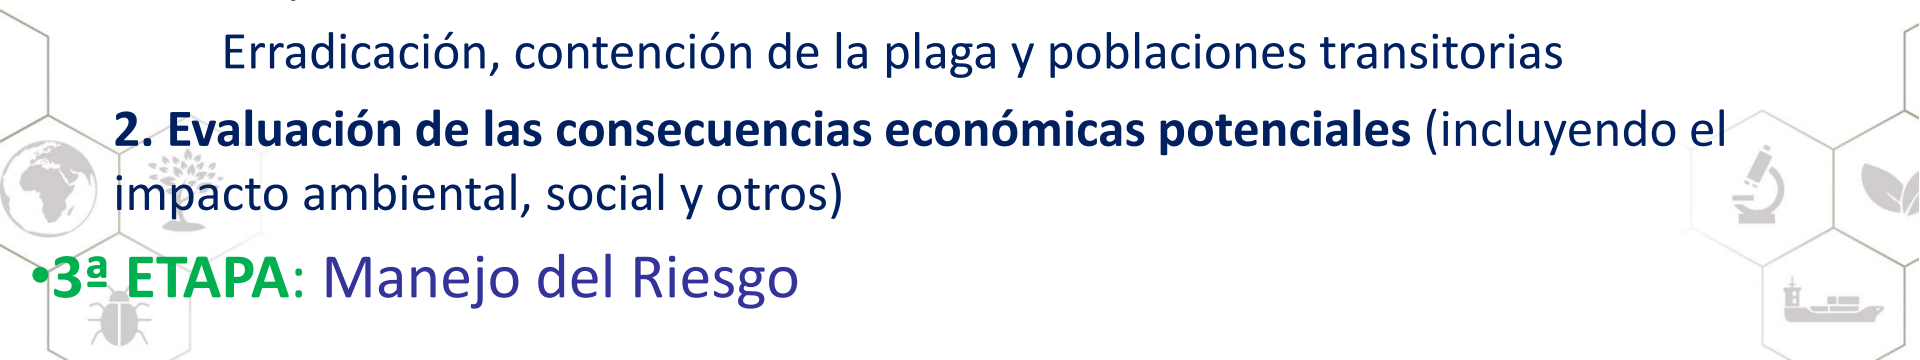 Erradicación, contención de la plaga y poblaciones transitorias
2. Evaluación de las consecuencias económicas potenciales (incluyendo el
impacto ambiental, social y otros)
•3ª ETAPA: Manejo del Riesgo